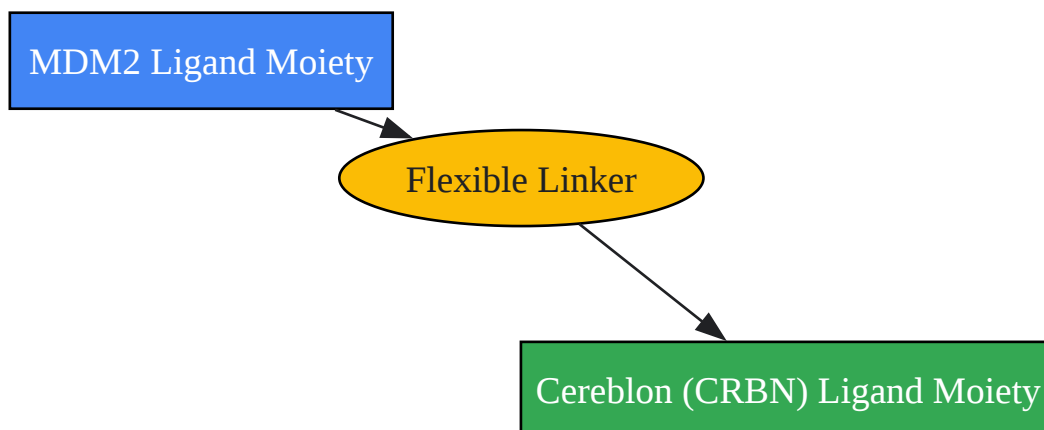 MDM2 Ligand Moiety
Flexible Linker
Cereblon (CRBN) Ligand Moiety